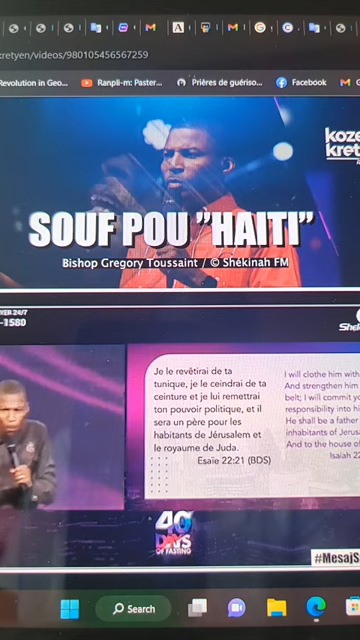 kretyen/videos/980105456567259
Revolution in Geo...
Ranpli-m: Paster...
Prières de guériso...
Facebook
G
koze
kret
SOUF POU "HAITI"
Bishop Gregory Toussaint / © Shékinah FM
YER 24/7
-1580
Shek
Je le revêtirai de ta
tunique, je le ceindrai de ta
ceinture et je lui remettrai
ton pouvoir politique, et il
sera un père pour les
habitants de Jérusalem et
le royaume de Juda.
Esaïe 22:21 (BDS)
I will clothe him with
And strengthen him
belt; I will commit yo
responsibility into hi
He shall be a father
inhabitants of Jerusa
And to the house of
Isaiah 22
40
DAYS
OF FASTING
#MesajS
Search